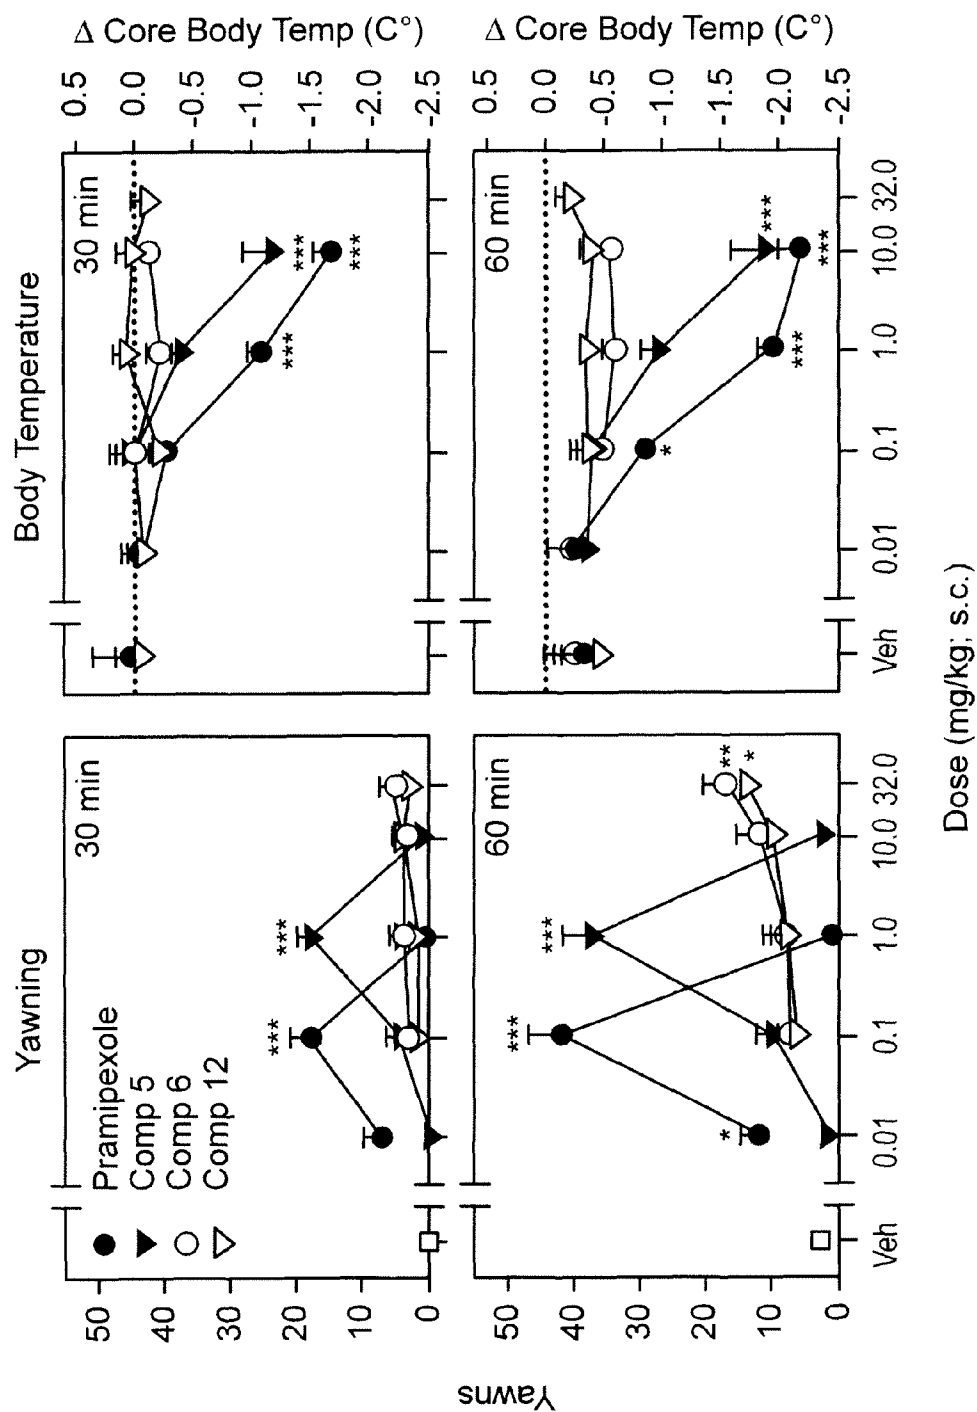 Yawning
Body Temperature
Pramipexole
Comp 5
Comp 6
Comp 12
30 min
***
***
Yawns
50
40
30
20
10
0
30 min
***
***
***
Δ Core Body Temp (C°)
0.5
0.0
-0.5
-1.0
-1.5
-2.0
-2.5
60 min
*
***
***
**
*
50
40
30
20
10
0
Veh 0.01 0.1 1.0 10.0 32.0
60 min
*
***
***
***
Δ Core Body Temp (C°)
0.5
0.0
-0.5
-1.0
-1.5
-2.0
-2.5
Veh 0.01 0.1 1.0 10.0 32.0
Dose (mg/kg; s.c.)